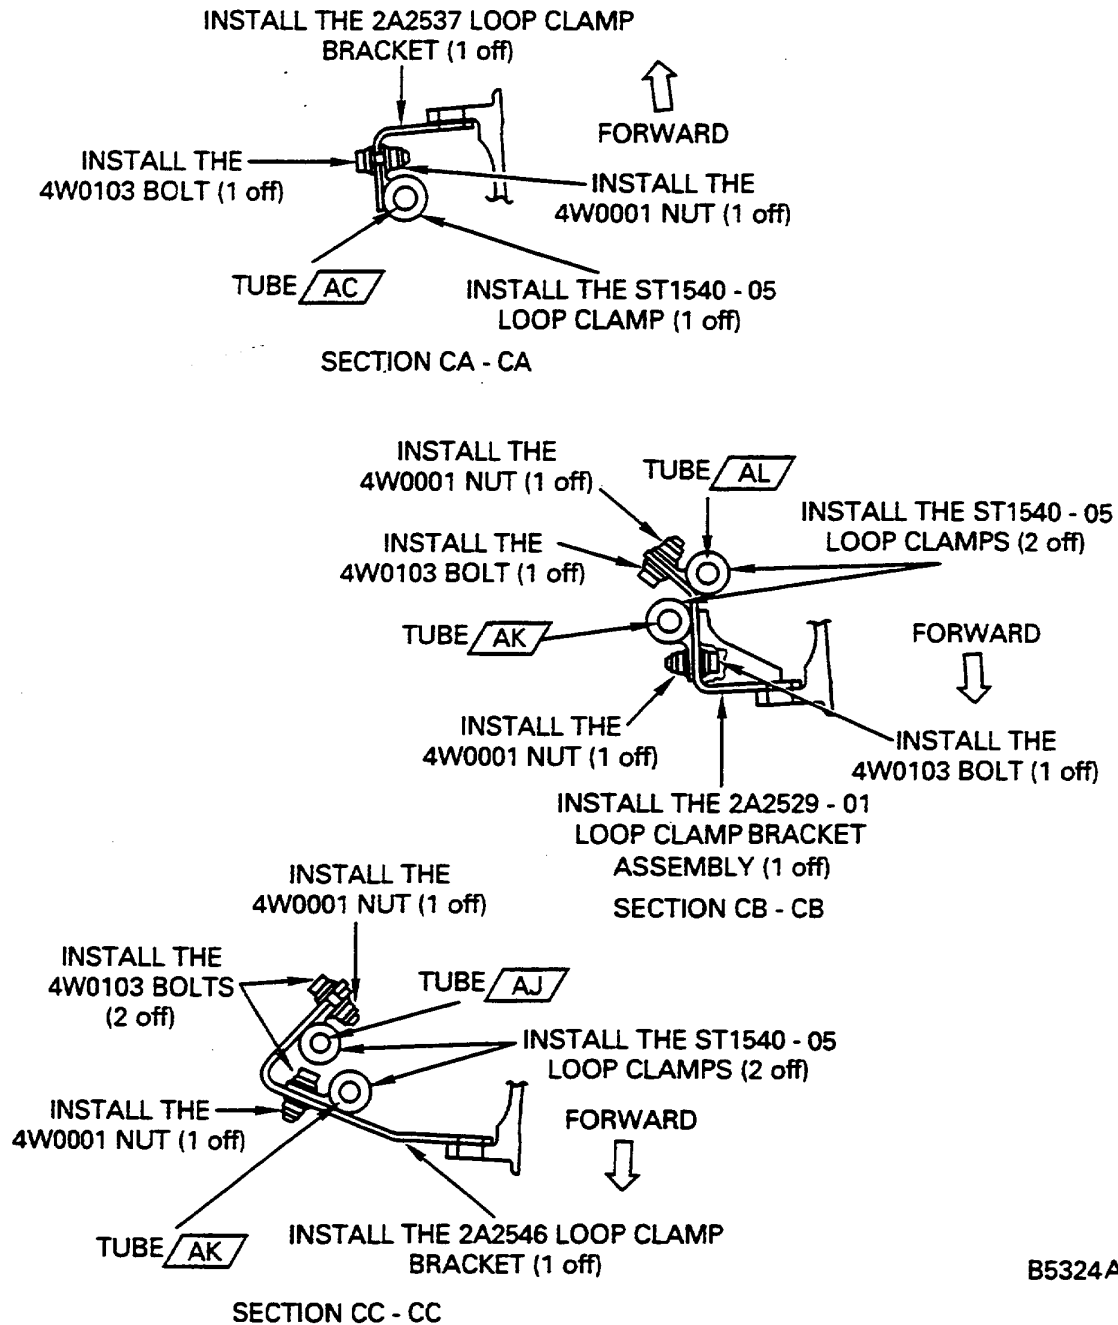 INSTALL THE 2A2537 LOOP CLAMP
BRACKET (1 off)
FORWARD
INSTALL THE
4W0103 BOLT (1 off)
INSTALL THE
4W0001 NUT (1 off)
TUBE AC
INSTALL THE ST1540 - 05
LOOP CLAMP (1 off)
SECTION CA - CA
INSTALL THE
4W0001 NUT (1 off)
TUBE AL
INSTALL THE ST1540 - 05
LOOP CLAMPS (2 off)
INSTALL THE
4W0103 BOLT (1 off)
TUBE AK
FORWARD
INSTALL THE
4W0001 NUT (1 off)
INSTALL THE
4W0103 BOLT (1 off)
INSTALL THE 2A2529 - 01
LOOP CLAMP BRACKET
ASSEMBLY (1 off)
SECTION CB - CB
INSTALL THE
4W0001 NUT (1 off)
INSTALL THE
4W0103 BOLTS
(2 off)
TUBE AJ
INSTALL THE ST1540 - 05
LOOP CLAMPS (2 off)
INSTALL THE
4W0001 NUT (1 off)
FORWARD
TUBE AK
INSTALL THE 2A2546 LOOP CLAMP
BRACKET (1 off)
SECTION CC - CC
B5324A